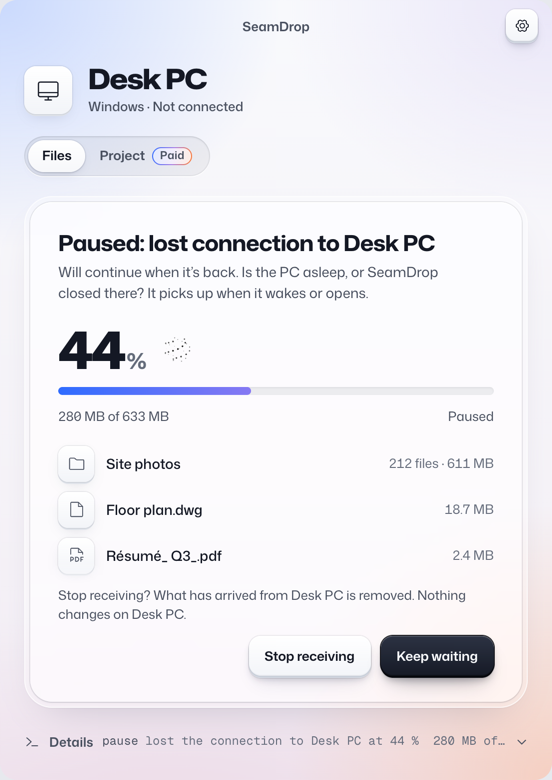 SeamDrop
Desk PC
Windows · Not connected
Files
Project
Paid
Paused: lost connection to Desk PC
Will continue when it’s back. Is the PC asleep, or SeamDrop
closed there? It picks up when it wakes or opens.
44%
280 MB of 633 MB
Paused
Site photos
212 files · 611 MB
Floor plan.dwg
18.7 MB
PDF
Résumé_ Q3_.pdf
2.4 MB
Stop receiving? What has arrived from Desk PC is removed. Nothing
changes on Desk PC.
Stop receiving
Keep waiting
Details
pause lost the connection to Desk PC at 44 %  280 MB of…